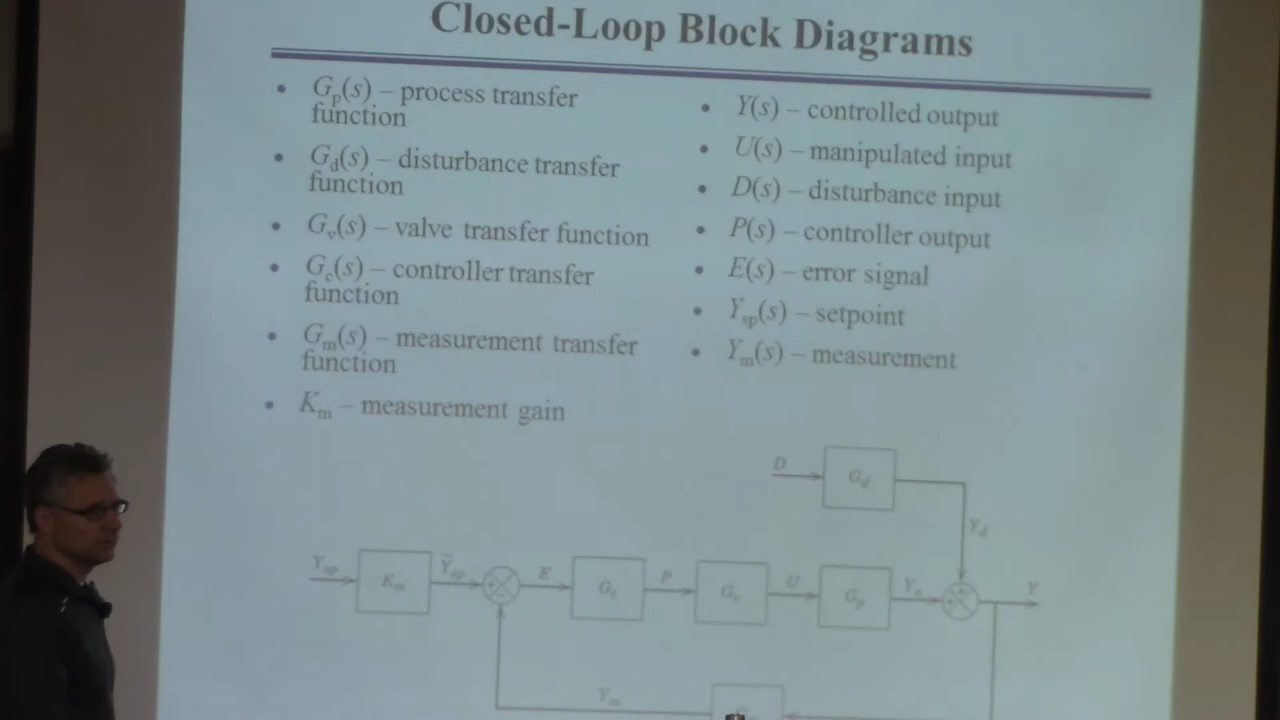 Closed-Loop Block Diagrams
• Gp(s) – process transfer
function
• Gd(s) – disturbance transfer
function
• Gv(s) – valve transfer function
• Gc(s) – controller transfer
function
• Gm(s) – measurement transfer
function
• Km – measurement gain
• Y(s) – controlled output
• U(s) – manipulated input
• D(s) – disturbance input
• P(s) – controller output
• E(s) – error signal
• Ysp(s) – setpoint
• Ym(s) – measurement
D
Gd
Yd
Ysp
Km
Ỹsp
+
E
Gc
P
Gv
U
Gp
Yu
+
+
Y
Ym